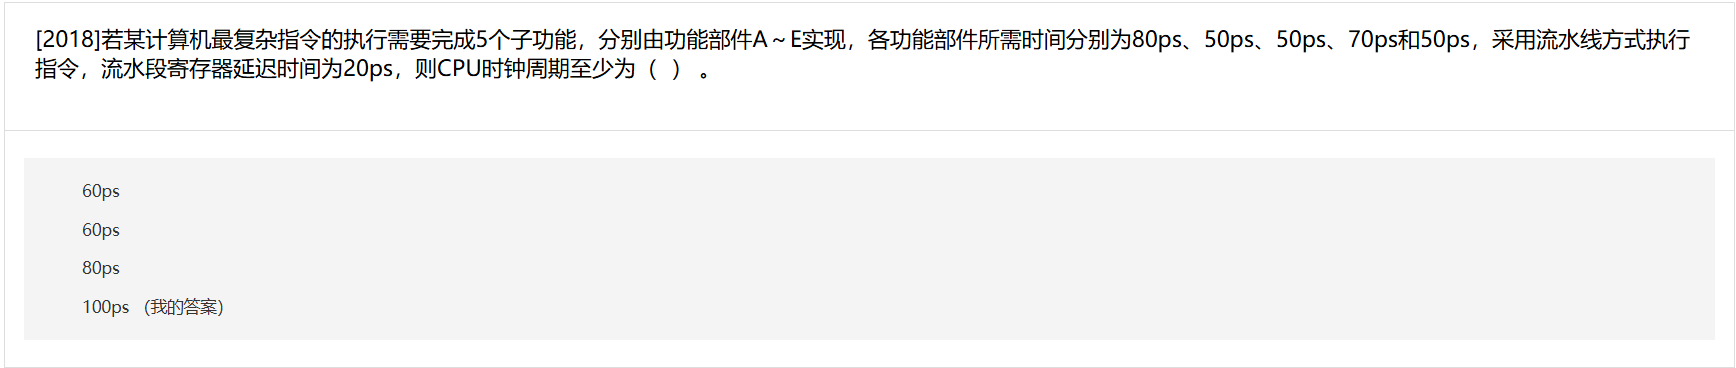 [2018]若某计算机最复杂指令的执行需要完成5个子功能，分别由功能部件A～E实现，各功能部件所需时间分别为80ps、50ps、50ps、70ps和50ps，采用流水线方式执行
指令，流水段寄存器延迟时间为20ps，则CPU时钟周期至少为（ ）。
60ps
60ps
80ps
100ps （我的答案）